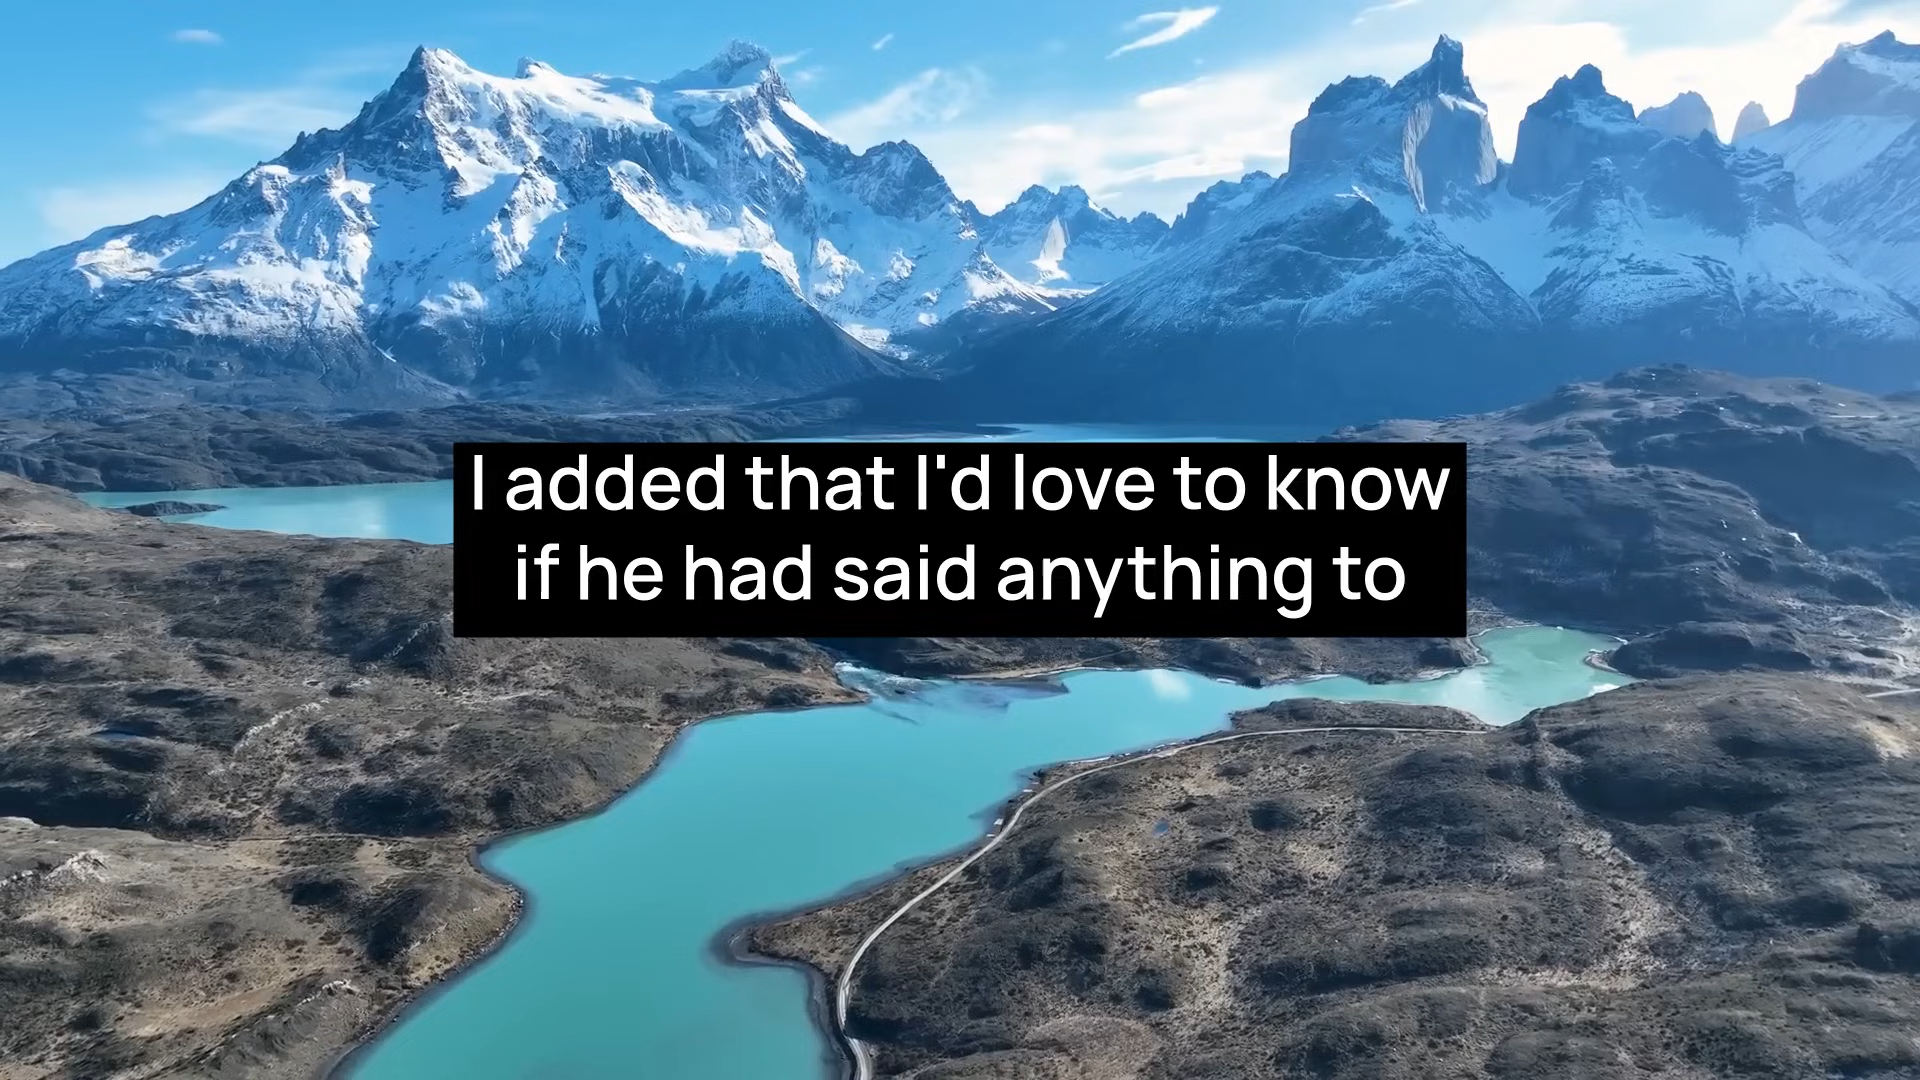 I added that I'd love to know
if he had said anything to